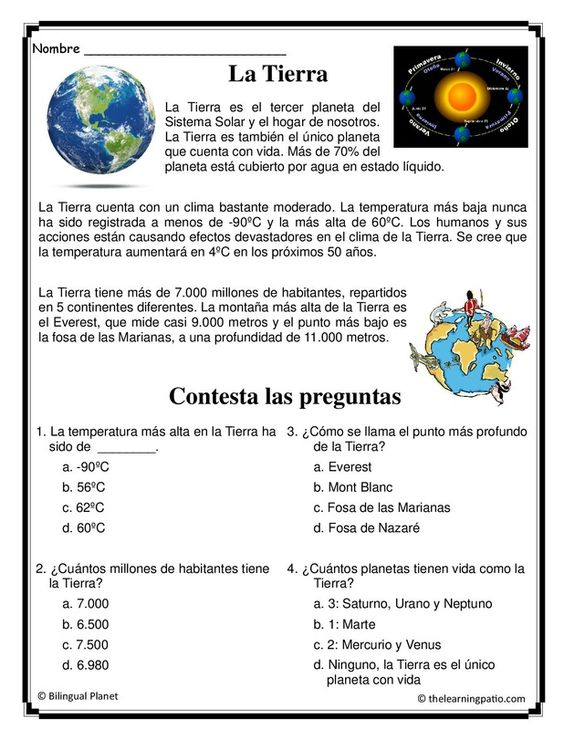 Nombre ____________________________
La Tierra
La Tierra es el tercer planeta del
Sistema Solar y el hogar de nosotros.
La Tierra es también el único planeta
que cuenta con vida. Más de 70% del
planeta está cubierto por agua en estado líquido.
Primavera
Otoño
Invierno
Verano
Verano
Invierno
Otoño
Primavera
La Tierra cuenta con un clima bastante moderado. La temperatura más baja nunca
ha sido registrada a menos de -90ºC y la más alta de 60ºC. Los humanos y sus
acciones están causando efectos devastadores en el clima de la Tierra. Se cree que
la temperatura aumentará en 4ºC en los próximos 50 años.
La Tierra tiene más de 7.000 millones de habitantes, repartidos
en 5 continentes diferentes. La montaña más alta de la Tierra es
el Everest, que mide casi 9.000 metros y el punto más bajo es
la fosa de las Marianas, a una profundidad de 11.000 metros.
Contesta las preguntas
1. La temperatura más alta en la Tierra ha
sido de ________.
a. -90ºC
b. 56ºC
c. 62ºC
d. 60ºC
2. ¿Cuántos millones de habitantes tiene
la Tierra?
a. 7.000
b. 6.500
c. 7.500
d. 6.980
3. ¿Cómo se llama el punto más profundo
de la Tierra?
a. Everest
b. Mont Blanc
c. Fosa de las Marianas
d. Fosa de Nazaré
4. ¿Cuántos planetas tienen vida como la
Tierra?
a. 3: Saturno, Urano y Neptuno
b. 1: Marte
c. 2: Mercurio y Venus
d. Ninguno, la Tierra es el único
planeta con vida
© Bilingual Planet
© thelearningpatio.com